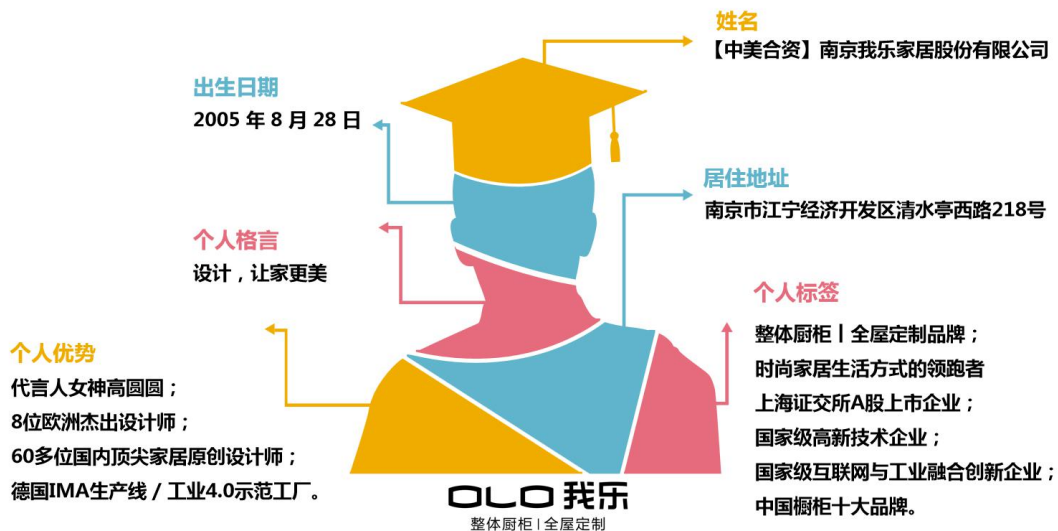 姓名
【中美合资】南京我乐家居股份有限公司
出生日期
2005 年 8 月 28 日
居住地址
南京市江宁经济开发区清水亭西路218号
个人格言
设计，让家更美
个人标签
整体厨柜丨全屋定制品牌；
时尚家居生活方式的领跑者
上海证交所A股上市企业；
国家级高新技术企业；
国家级互联网与工业融合创新企业；
中国橱柜十大品牌。
个人优势
代言人女神高圆圆；
8位欧洲杰出设计师；
60多位国内顶尖家居原创设计师；
德国IMA生产线 / 工业4.0示范工厂。
OLO 我乐
整体厨柜 | 全屋定制